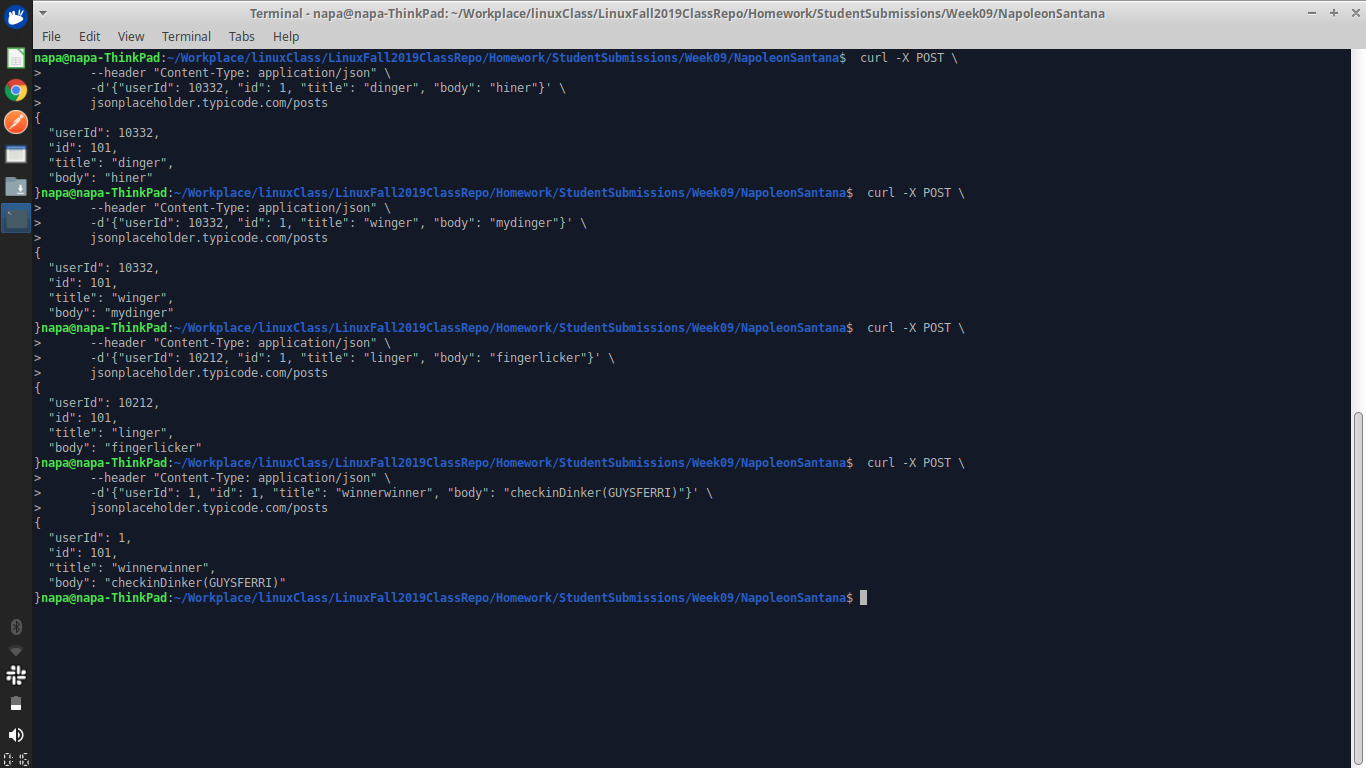 Terminal - napa@napa-ThinkPad: ~/Workplace/linuxClass/LinuxFall2019ClassRepo/Homework/StudentSubmissions/Week09/NapoleonSantana
File Edit View Terminal Tabs Help
napa@napa-ThinkPad:~/Workplace/linuxClass/LinuxFall2019ClassRepo/Homework/StudentSubmissions/Week09/NapoleonSantana$  curl -X POST \
>       --header "Content-Type: application/json" \
>       -d'{"userId": 10332, "id": 1, "title": "dinger", "body": "hiner"}' \
>       jsonplaceholder.typicode.com/posts
{
  "userId": 10332,
  "id": 101,
  "title": "dinger",
  "body": "hiner"
}napa@napa-ThinkPad:~/Workplace/linuxClass/LinuxFall2019ClassRepo/Homework/StudentSubmissions/Week09/NapoleonSantana$  curl -X POST \
>       --header "Content-Type: application/json" \
>       -d'{"userId": 10332, "id": 1, "title": "winger", "body": "mydinger"}' \
>       jsonplaceholder.typicode.com/posts
{
  "userId": 10332,
  "id": 101,
  "title": "winger",
  "body": "mydinger"
}napa@napa-ThinkPad:~/Workplace/linuxClass/LinuxFall2019ClassRepo/Homework/StudentSubmissions/Week09/NapoleonSantana$  curl -X POST \
>       --header "Content-Type: application/json" \
>       -d'{"userId": 10212, "id": 1, "title": "linger", "body": "fingerlicker"}' \
>       jsonplaceholder.typicode.com/posts
{
  "userId": 10212,
  "id": 101,
  "title": "linger",
  "body": "fingerlicker"
}napa@napa-ThinkPad:~/Workplace/linuxClass/LinuxFall2019ClassRepo/Homework/StudentSubmissions/Week09/NapoleonSantana$  curl -X POST \
>       --header "Content-Type: application/json" \
>       -d'{"userId": 1, "id": 1, "title": "winnerwinner", "body": "checkinDinker(GUYSFERRI)"}' \
>       jsonplaceholder.typicode.com/posts
{
  "userId": 1,
  "id": 101,
  "title": "winnerwinner",
  "body": "checkinDinker(GUYSFERRI)"
}napa@napa-ThinkPad:~/Workplace/linuxClass/LinuxFall2019ClassRepo/Homework/StudentSubmissions/Week09/NapoleonSantana$